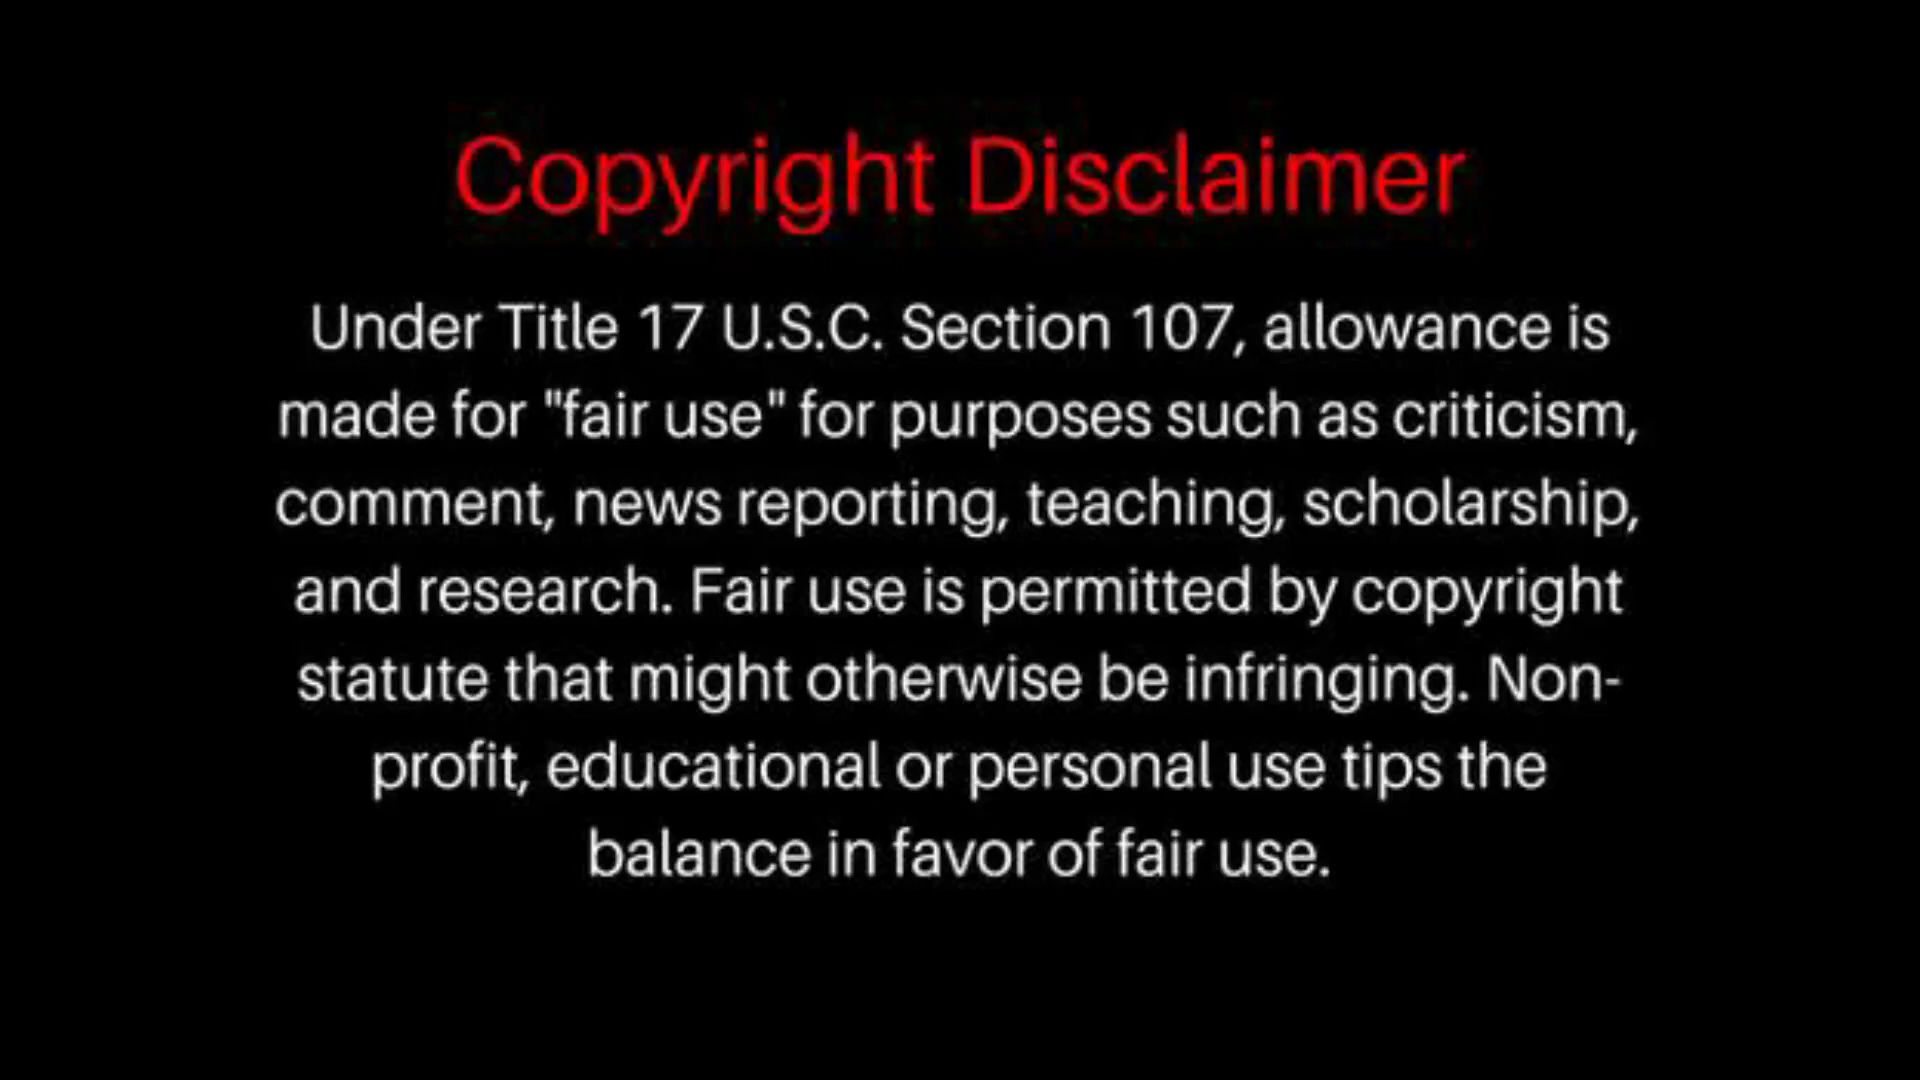 Copyright Disclaimer
Under Title 17 U.S.C. Section 107, allowance is
made for "fair use" for purposes such as criticism,
comment, news reporting, teaching, scholarship,
and research. Fair use is permitted by copyright
statute that might otherwise be infringing. Non-
profit, educational or personal use tips the
balance in favor of fair use.